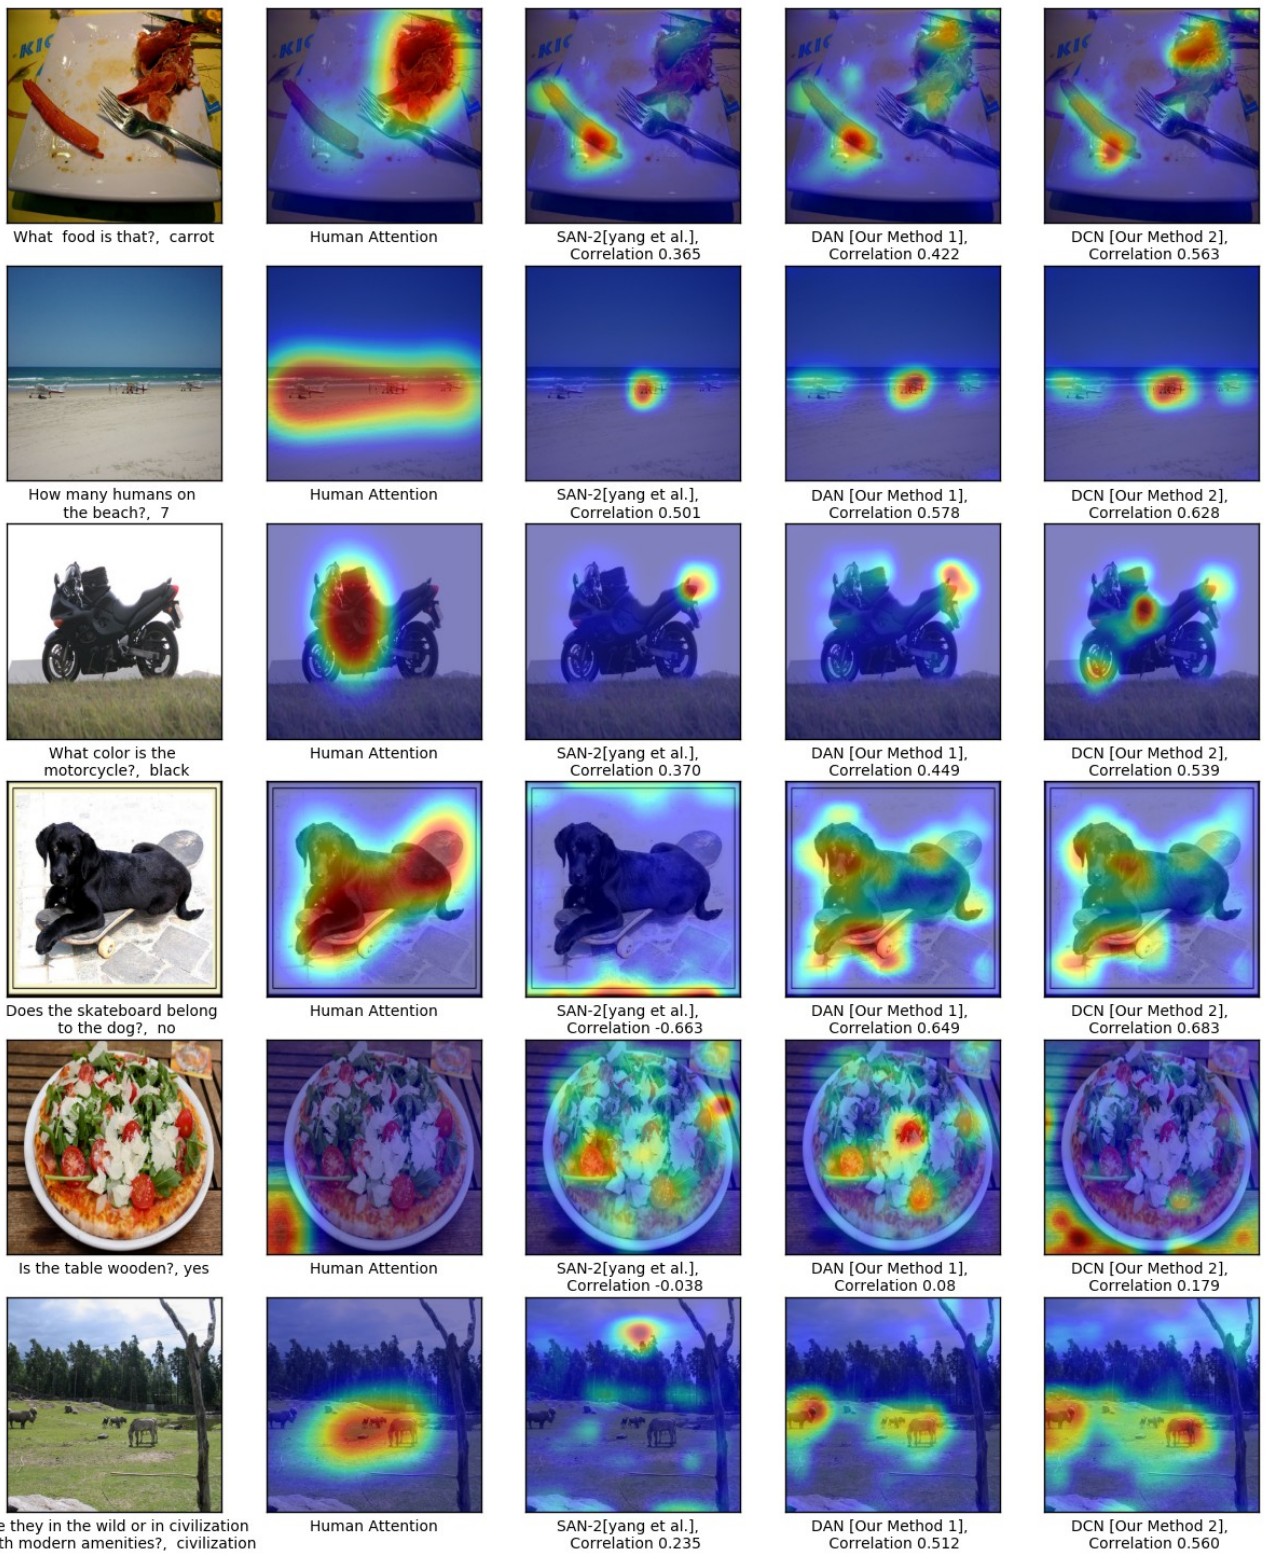 KIC
KIC
KIC
KIC
KIC
What food is that?, carrot
Human Attention
SAN-2[yang et al.],
Correlation 0.365
DAN [Our Method 1],
Correlation 0.422
DCN [Our Method 2],
Correlation 0.563
How many humans on
the beach?, 7
Human Attention
SAN-2[yang et al.],
Correlation 0.501
DAN [Our Method 1],
Correlation 0.578
DCN [Our Method 2],
Correlation 0.628
What color is the
motorcycle?, black
Human Attention
SAN-2[yang et al.],
Correlation 0.370
DAN [Our Method 1],
Correlation 0.449
DCN [Our Method 2],
Correlation 0.539
Does the skateboard belong
to the dog?, no
Human Attention
SAN-2[yang et al.],
Correlation -0.663
DAN [Our Method 1],
Correlation 0.649
DCN [Our Method 2],
Correlation 0.683
Is the table wooden?, yes
Human Attention
SAN-2[yang et al.],
Correlation -0.038
DAN [Our Method 1],
Correlation 0.08
DCN [Our Method 2],
Correlation 0.179
e they in the wild or in civilization
th modern amenities?, civilization
Human Attention
SAN-2[yang et al.],
Correlation 0.235
DAN [Our Method 1],
Correlation 0.512
DCN [Our Method 2],
Correlation 0.560